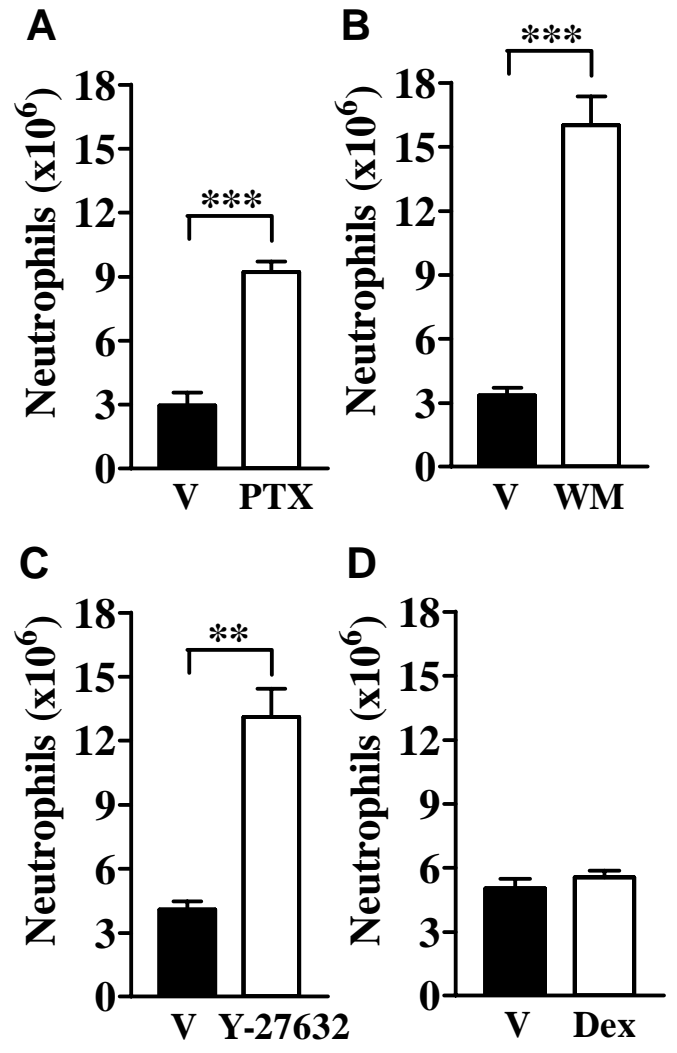 A
Neutrophils (x10⁶)
18
15
12
9
6
3
0
***
V PTX
B
Neutrophils (x10⁶)
18
15
12
9
6
3
0
***
V WM
C
Neutrophils (x10⁶)
18
15
12
9
6
3
0
**
V Y-27632
D
Neutrophils (x10⁶)
18
15
12
9
6
3
0
V Dex